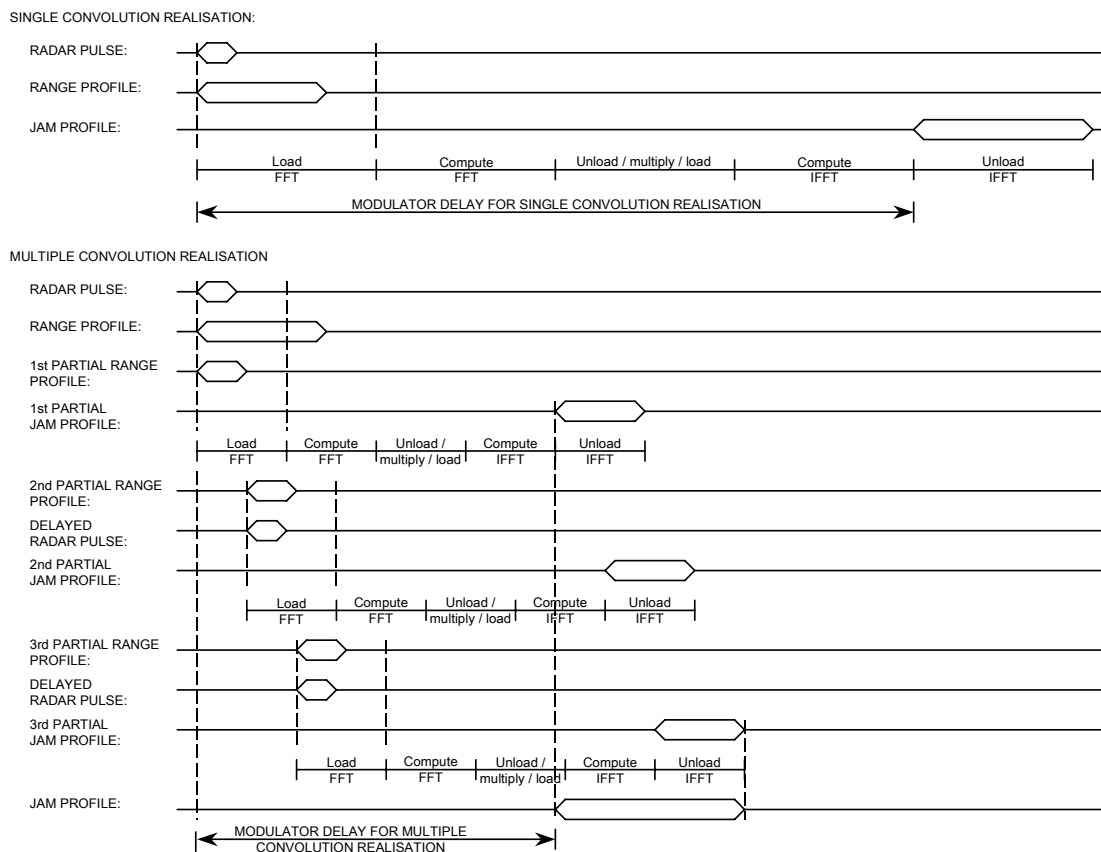 SINGLE CONVOLUTION REALISATION:
RADAR PULSE:
RANGE PROFILE:
JAM PROFILE:
Load
FFT
Compute
FFT
Unload / multiply / load
Compute
IFFT
Unload
IFFT
MODULATOR DELAY FOR SINGLE CONVOLUTION REALISATION
MULTIPLE CONVOLUTION REALISATION
RADAR PULSE:
RANGE PROFILE:
1st PARTIAL RANGE
PROFILE:
1st PARTIAL
JAM PROFILE:
Load
FFT
Compute
FFT
Unload /
multiply / load
Compute
IFFT
Unload
IFFT
2nd PARTIAL RANGE
PROFILE:
DELAYED
RADAR PULSE:
2nd PARTIAL
JAM PROFILE:
Load
FFT
Compute
FFT
Unload /
multiply / load
Compute
IFFT
Unload
IFFT
3rd PARTIAL RANGE
PROFILE:
DELAYED
RADAR PULSE:
3rd PARTIAL
JAM PROFILE:
Load
FFT
Compute
FFT
Unload /
multiply / load
Compute
IFFT
Unload
IFFT
JAM PROFILE:
MODULATOR DELAY FOR MULTIPLE
CONVOLUTION REALISATION